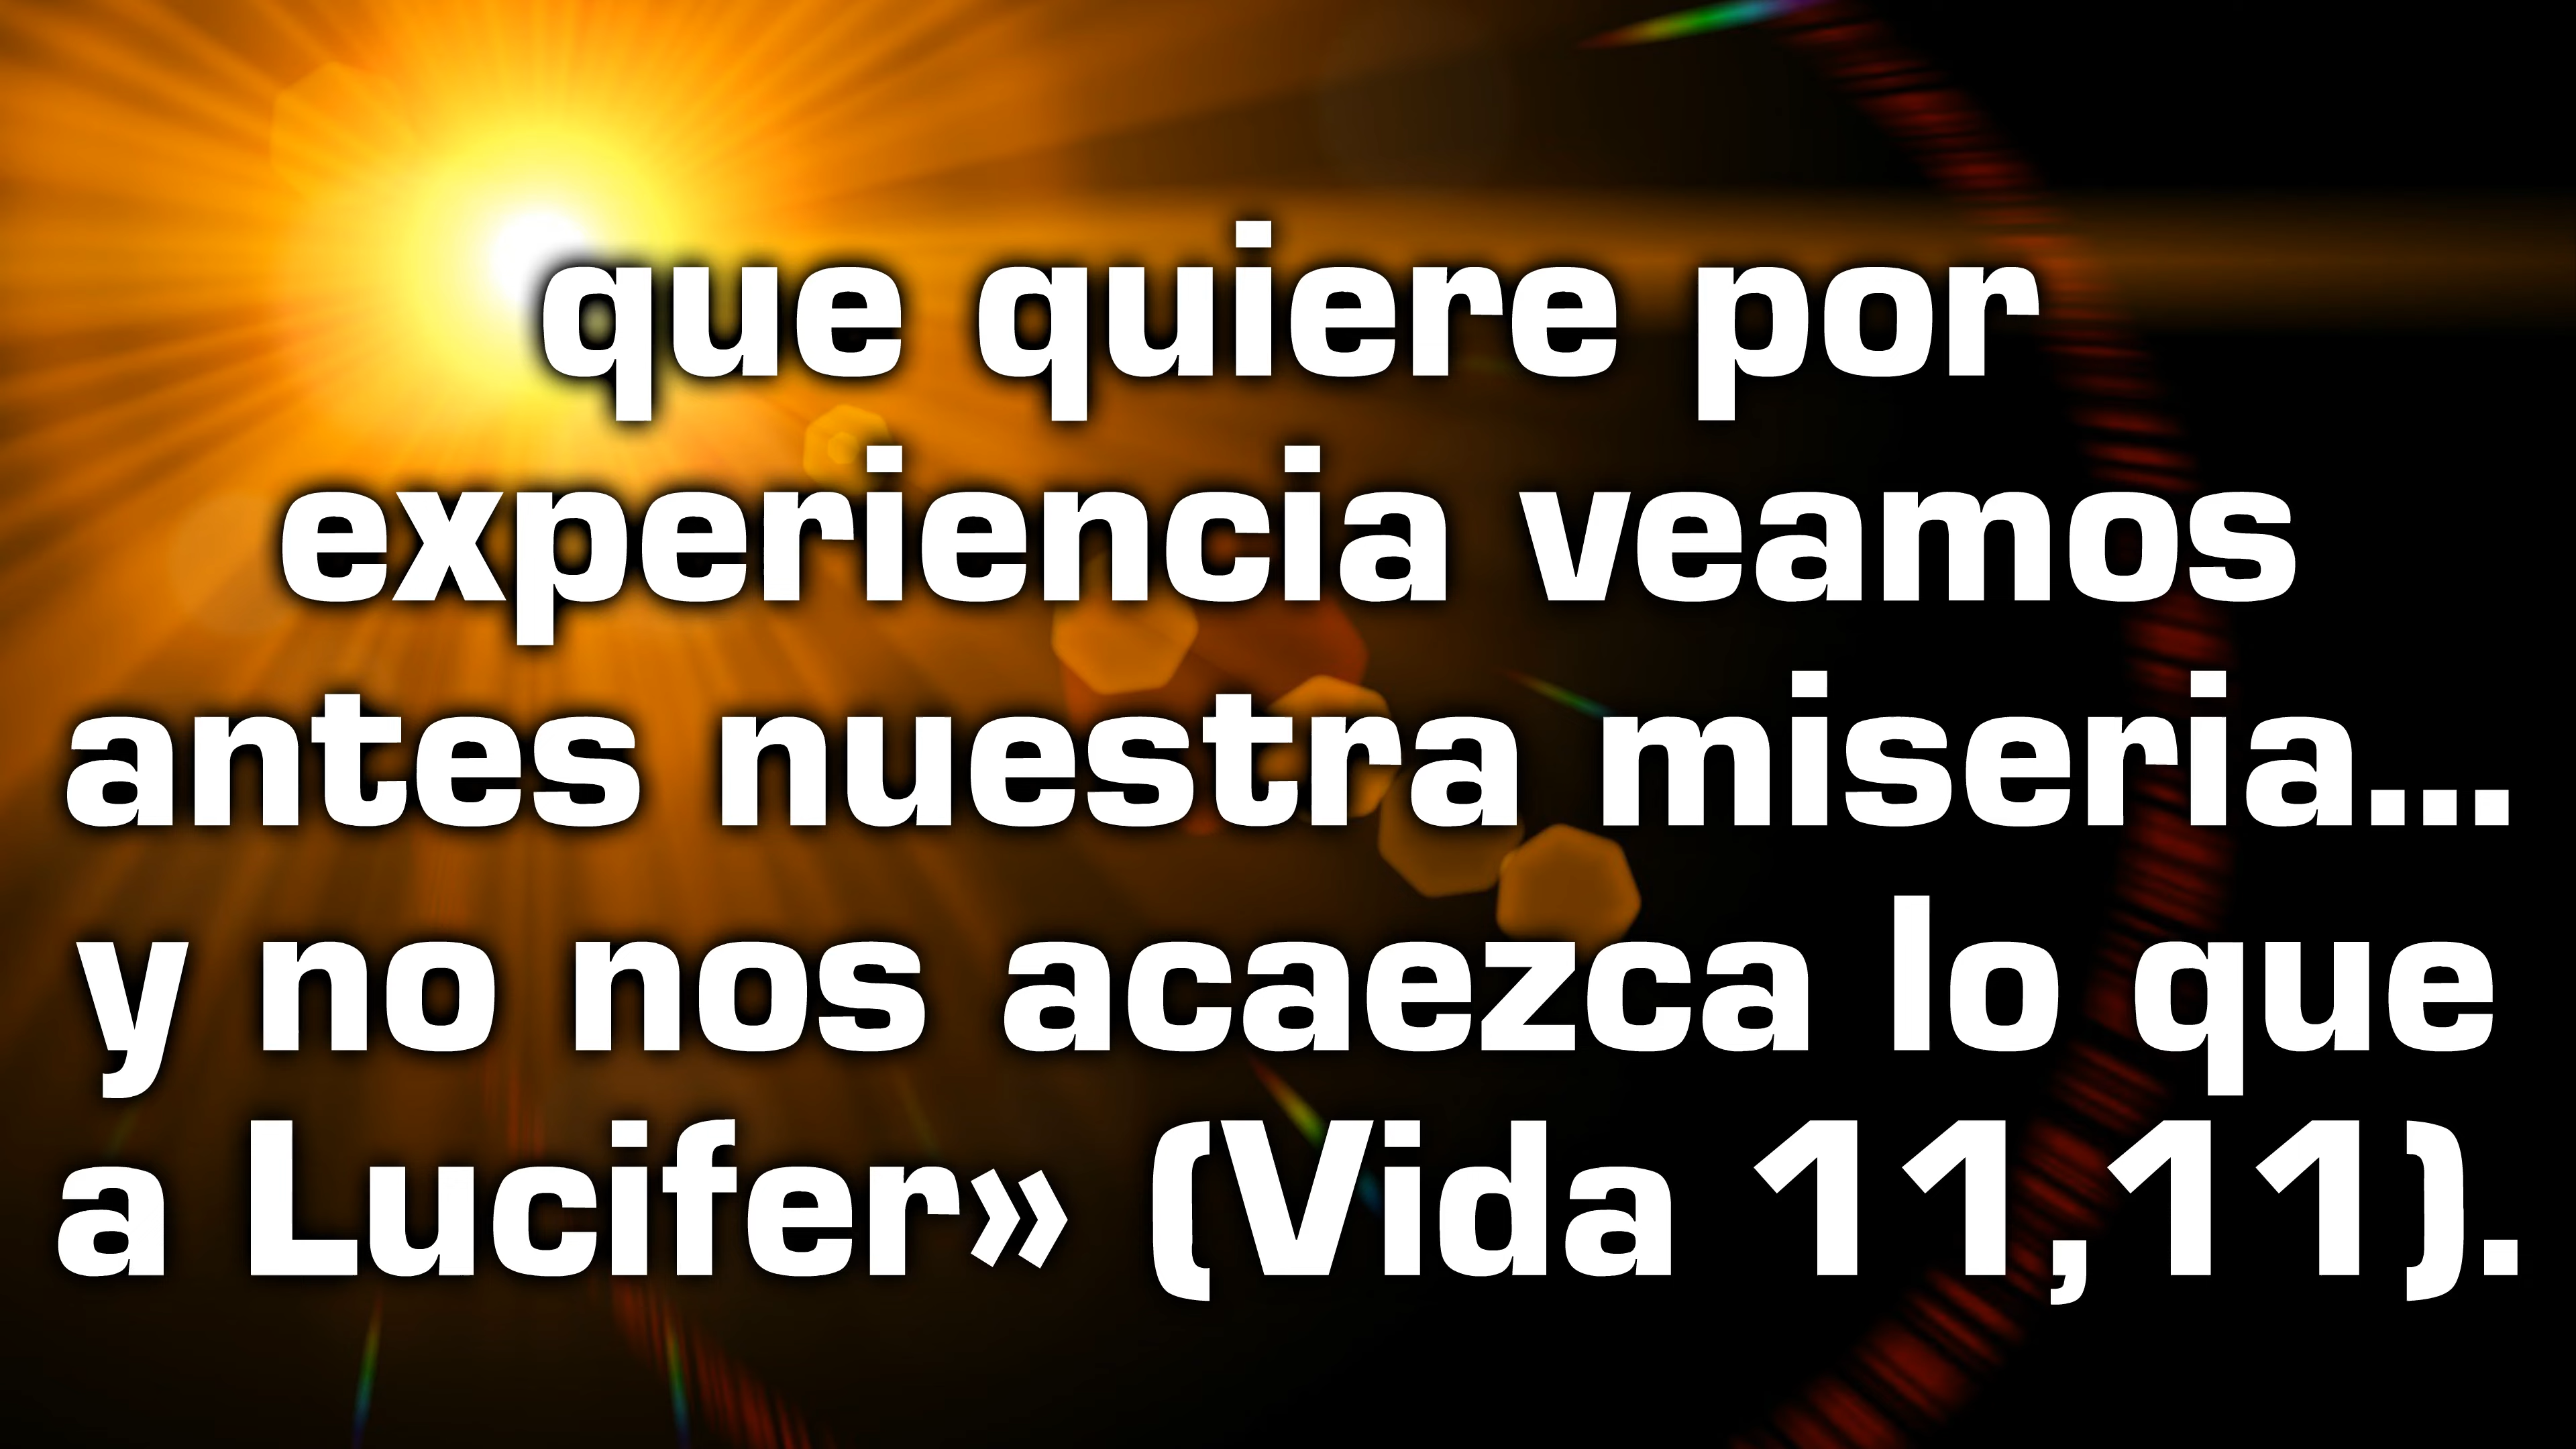 que quiere por
experiencia veamos
antes nuestra miseria...
y no nos acaezca lo que
a Lucifer» (Vida 11,11).